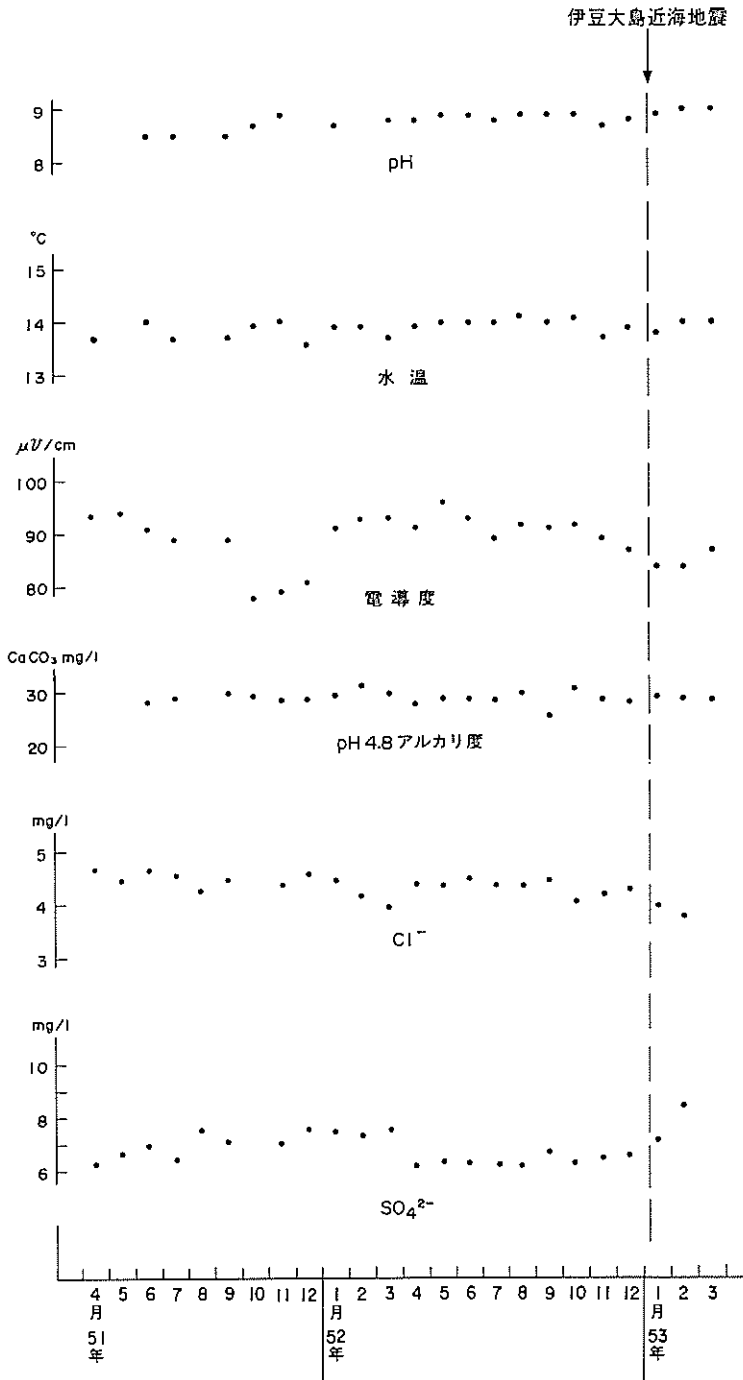 伊豆大島近海地震
9
8
pH
°C
15
14
13
水温
μ℧/cm
100
90
80
電導度
CaCO₃ mg/l
30
20
pH 4.8 アルカリ度
mg/l
5
4
3
Cl⁻
mg/l
10
8
6
SO₄²⁻
4 5 6 7 8 9 10 11 12 1 2 3 4 5 6 7 8 9 10 11 12 1 2 3
月 月 月
51 52 53
年 年 年